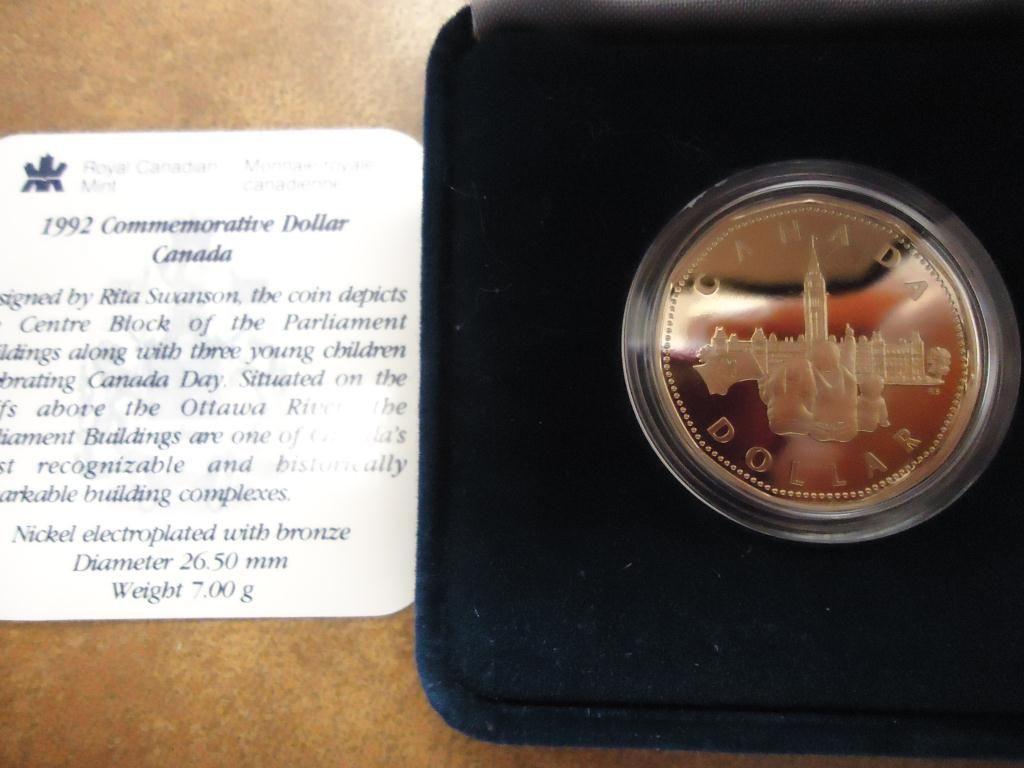 Royal Canadian Mint
Monnaie royale canadienne
1992 Commemorative Dollar
Canada
signed by Rita Swanson, the coin depicts
Centre Block of the Parliament
ildings along with three young children
brating Canada Day. Situated on the
fs above the Ottawa River the
liament Buildings are one of Canada's
st recognizable and historically
arkable building complexes.
Nickel electroplated with bronze
Diameter 26.50 mm
Weight 7.00 g
CANADA
DOLLAR